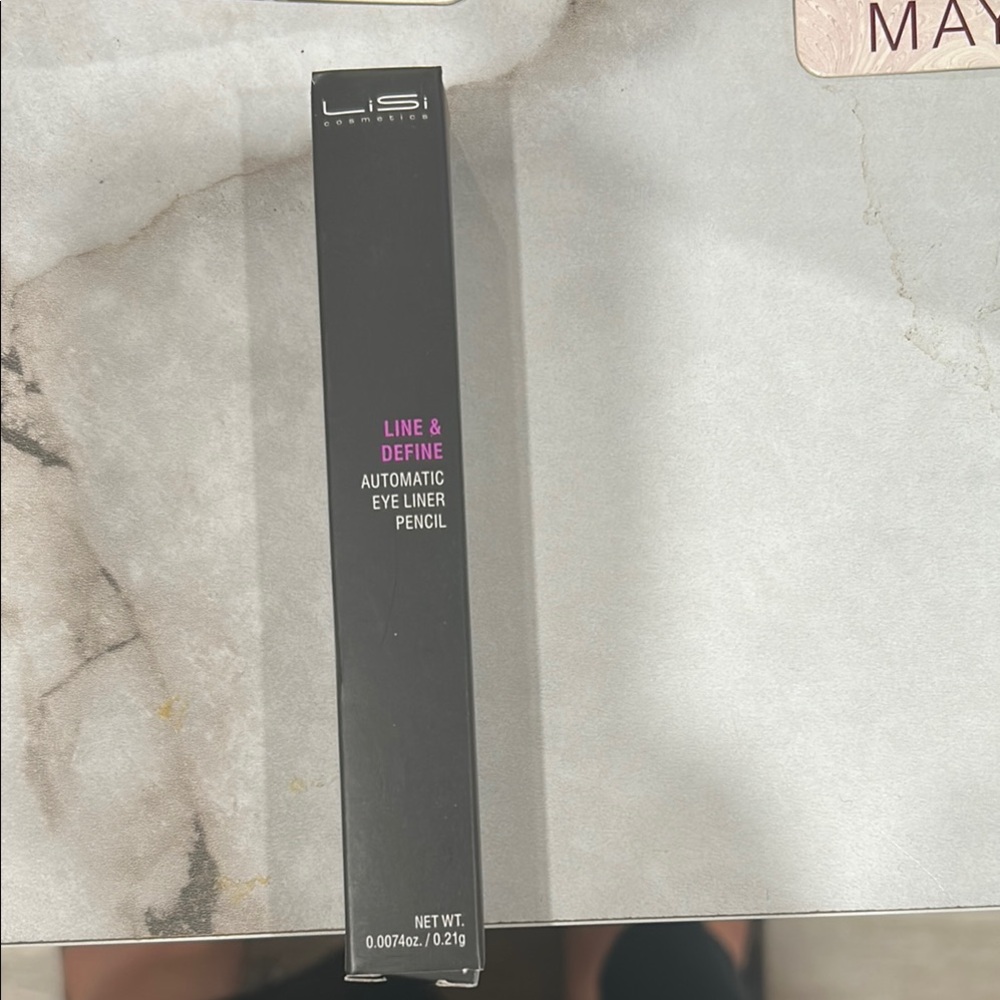 MAY
LiSi
cosmetics
LINE &
DEFINE
AUTOMATIC
EYE LINER
PENCIL
NET WT.
0.0074oz. / 0.21g